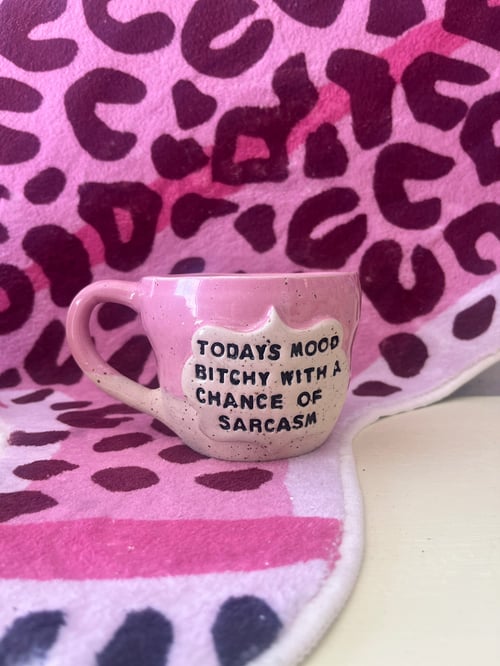 TODAY'S MOOD
BITCHY WITH A
CHANCE OF
SARCASM